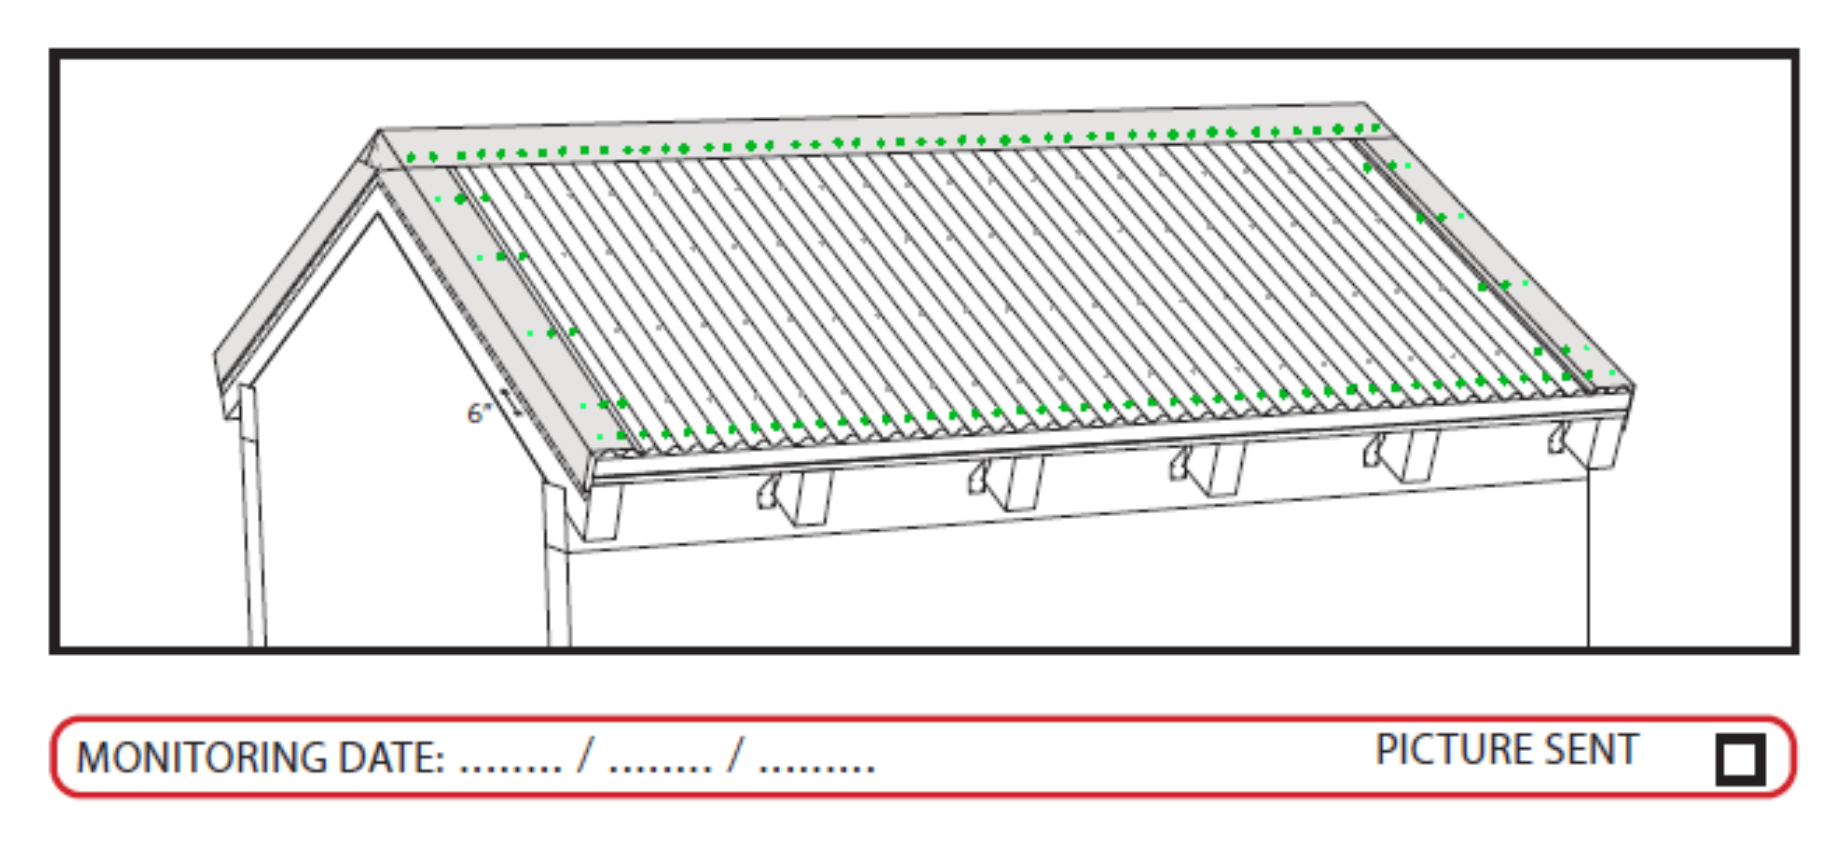 6"
MONITORING DATE: ........ / ........ / .........
PICTURE SENT